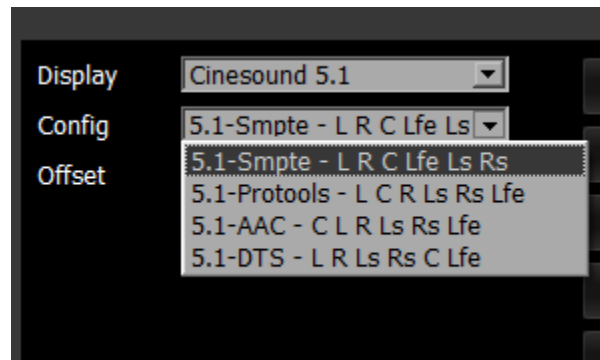 Display Cinesound 5.1
Config 5.1-Smpte - L R C Lfe Ls
5.1-Smpte - L R C Lfe Ls Rs
Offset
5.1-Protools - L C R Ls Rs Lfe
5.1-AAC - C L R Ls Rs Lfe
5.1-DTS - L R Ls Rs C Lfe